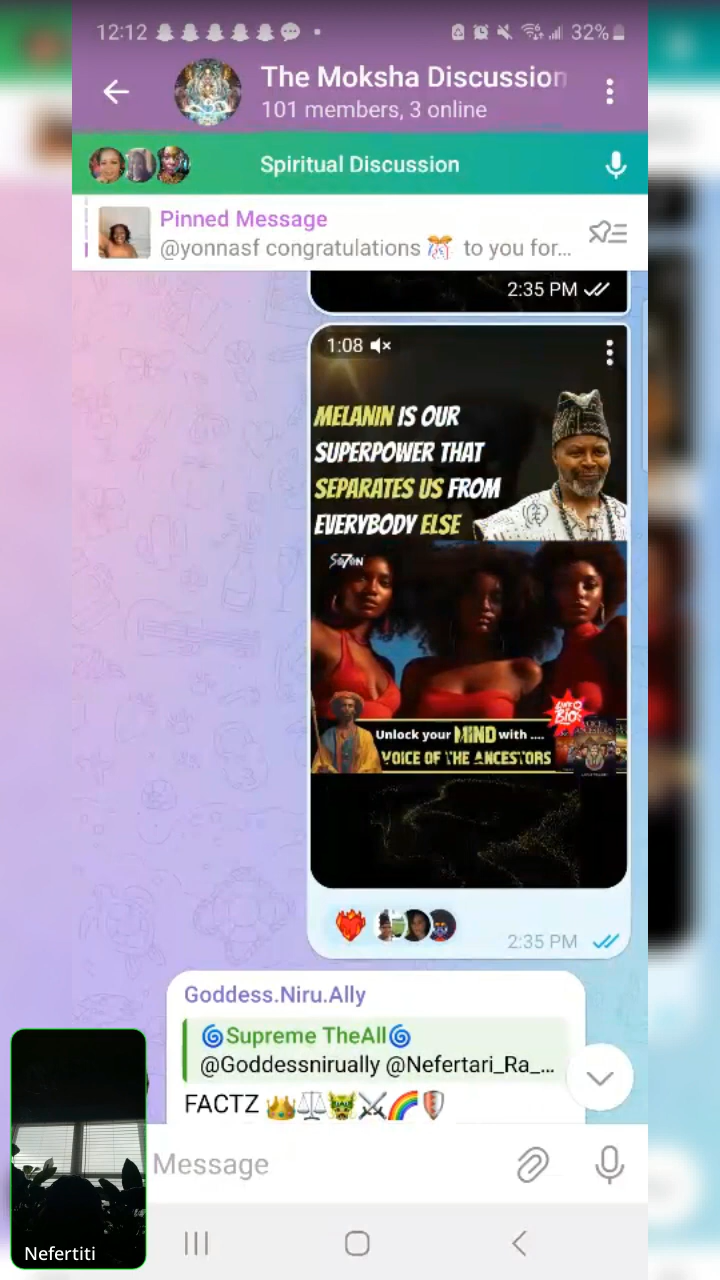 12:12
32%
The Moksha Discussion
101 members, 3 online
Spiritual Discussion
Pinned Message
@yonnasf congratulations 🎊 to you for...
2:35 PM
1:08
MELANIN IS OUR
SUPERPOWER THAT
SEPARATES US FROM
EVERYBODY ELSE
Unlock your MIND with ....
VOICE OF THE ANCESTORS
BIO
2:35 PM
Goddess.Niru.Ally
🌀Supreme TheAll🌀
@Goddessnirually @Nefertari_Ra_...
FACTZ 👑⚖️🐲⚔️🌈🛡️
Message
Nefertiti